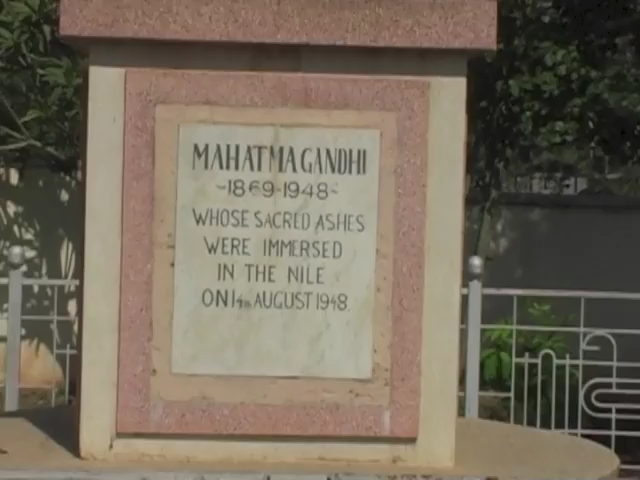 MAHATMA GANDHI
~1869-1948~
WHOSE SACRED ASHES
WERE IMMERSED
IN THE NILE
ON 14th AUGUST 1948.